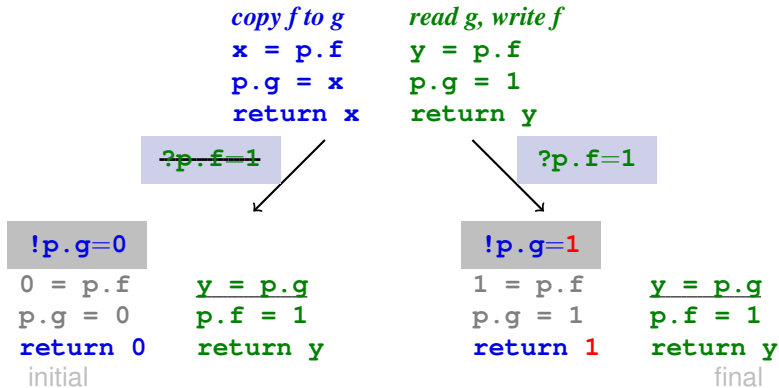 copy f to g
x = p.f
p.g = x
return x
read g, write f
y = p.f
p.g = 1
return y
?p.f=1
?p.f=1
!p.g=0
0 = p.f
p.g = 0
return 0
initial
y = p.g
p.f = 1
return y
!p.g=1
1 = p.f
p.g = 1
return 1
y = p.g
p.f = 1
return y
final